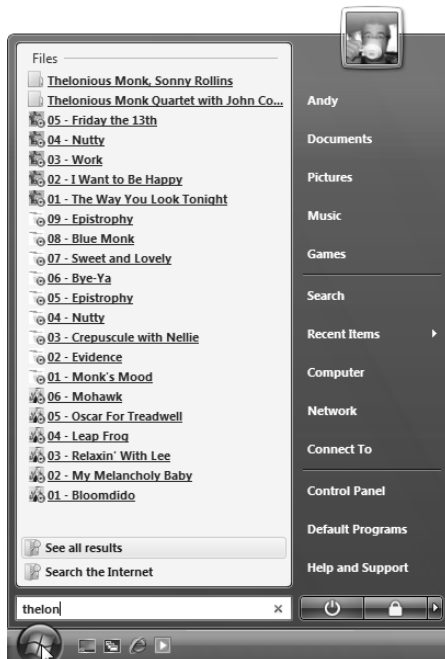 Files
Thelonious Monk, Sonny Rollins
Thelonious Monk Quartet with John Co...
05 - Friday the 13th
04 - Nutty
03 - Work
02 - I Want to Be Happy
01 - The Way You Look Tonight
09 - Epistrophy
08 - Blue Monk
07 - Sweet and Lovely
06 - Bye-Ya
05 - Epistrophy
04 - Nutty
03 - Crepuscule with Nellie
02 - Evidence
01 - Monk's Mood
06 - Mohawk
05 - Oscar For Treadwell
04 - Leap Frog
03 - Relaxin' With Lee
02 - My Melancholy Baby
01 - Bloomdido
See all results
Search the Internet
thelon
Andy
Documents
Pictures
Music
Games
Search
Recent Items
Computer
Network
Connect To
Control Panel
Default Programs
Help and Support